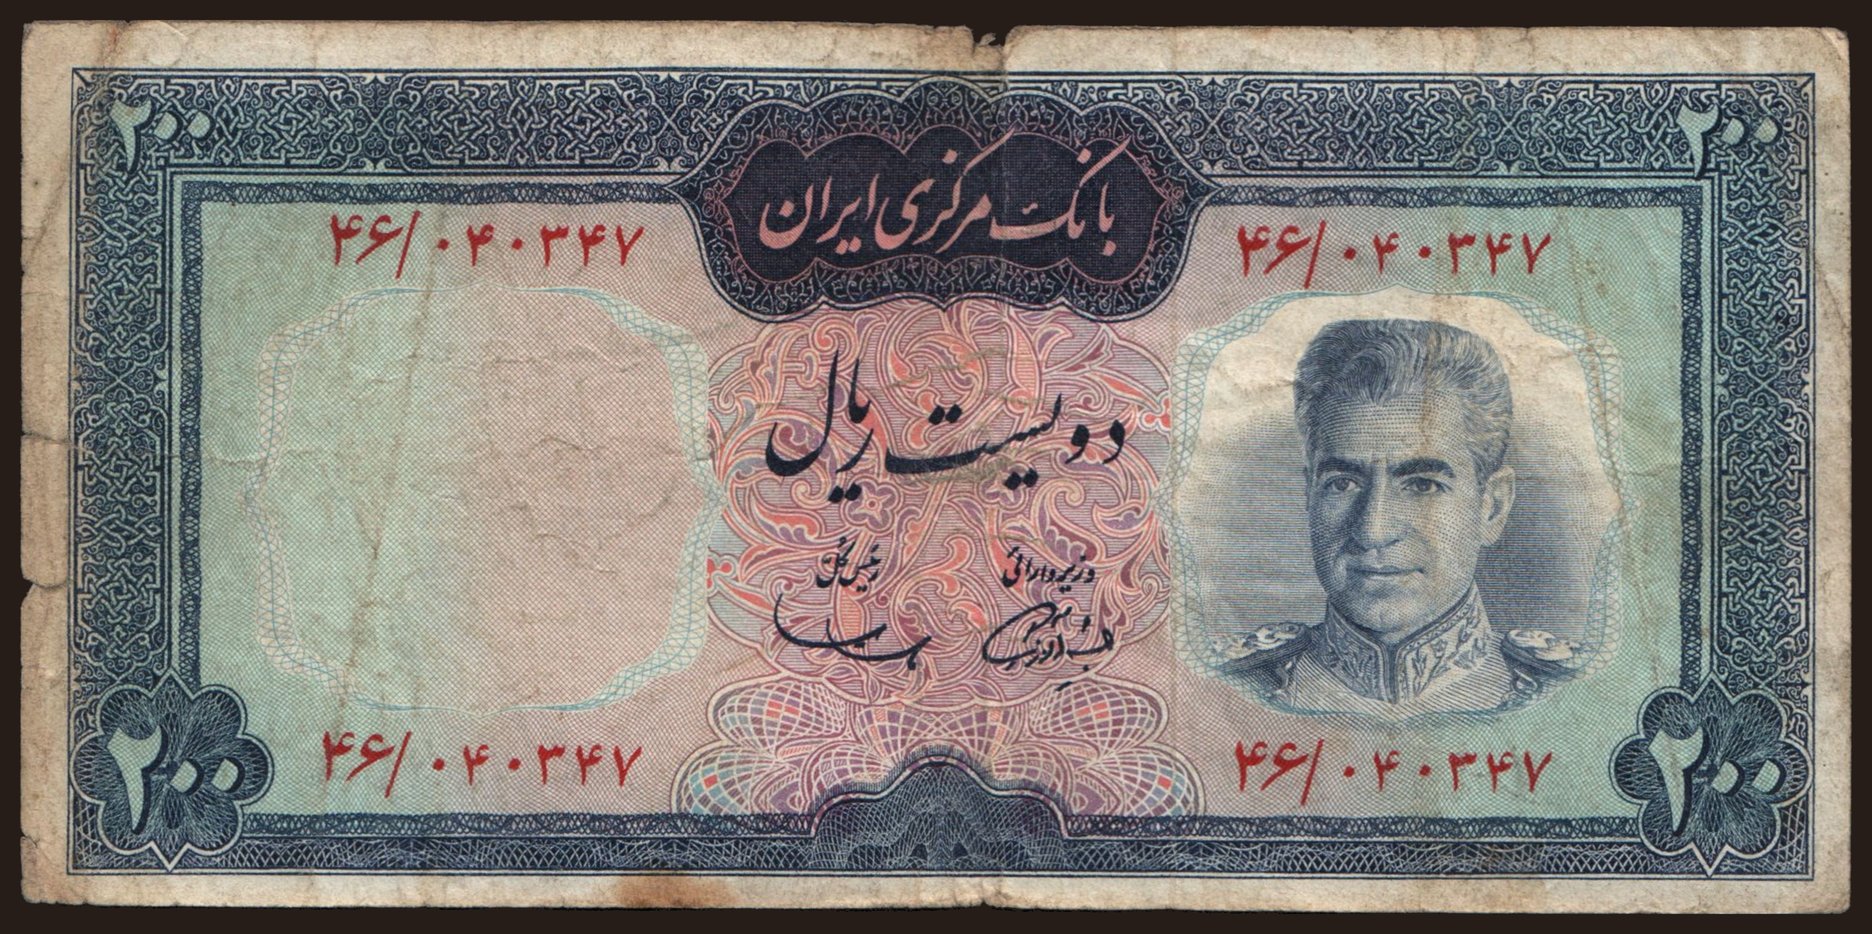 ۲۰۰ ۲۰۰
بانک مرکزی ایران
۴۶/۰۴۰۳۴۷ ۴۶/۰۴۰۳۴۷
دویست ریال
وزیر دارائی رئیس کل
۴۶/۰۴۰۳۴۷ ۴۶/۰۴۰۳۴۷
۲۰۰ ۲۰۰